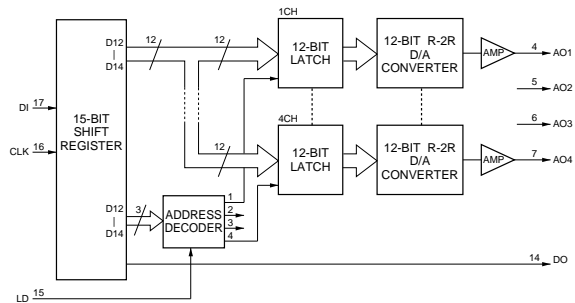 1CH
12-BIT
LATCH
12-BIT R-2R
D/A
CONVERTER
AMP
4
AO1
5
AO2
6
AO3
7
AO4
D12
|
D14
12
12
DI 17
CLK 16
15-BIT
SHIFT
REGISTER
4CH
12-BIT
LATCH
12-BIT R-2R
D/A
CONVERTER
AMP
12
D12
|
D14
3
ADDRESS
DECODER
1
2
3
4
14
DO
LD 15